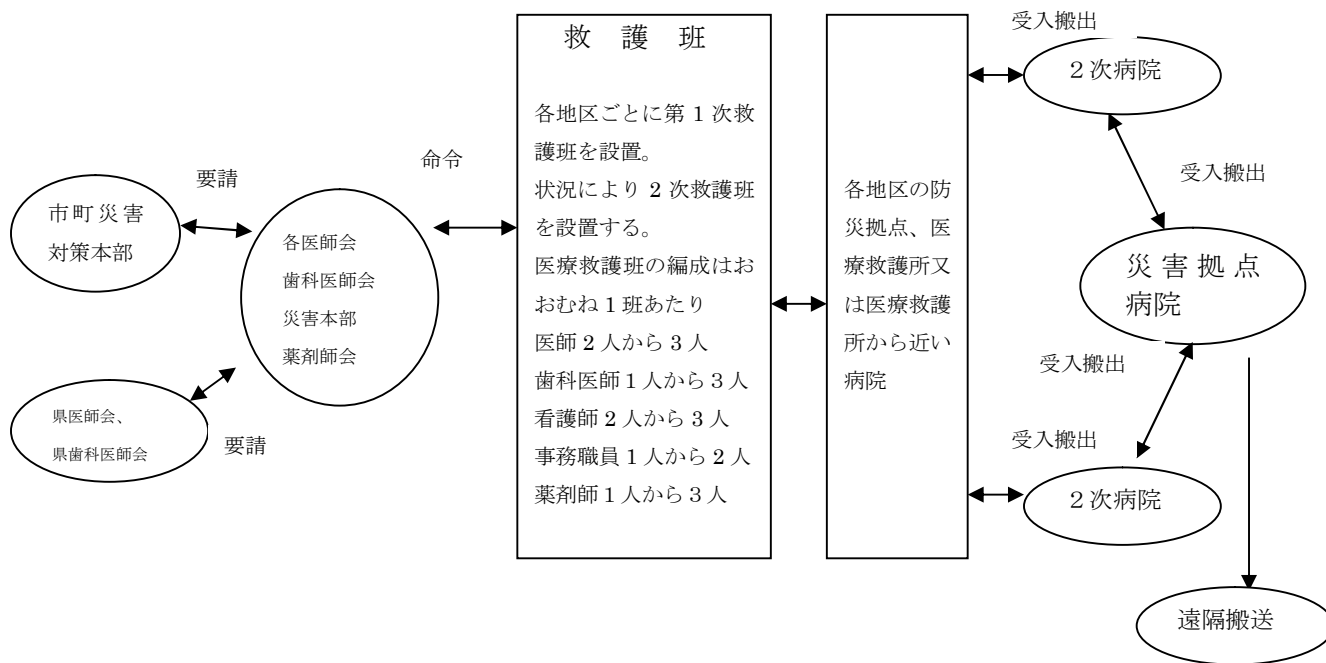 市町災害
対策本部
要請
県医師会、
県歯科医師会
要請
各医師会
歯科医師会
災害本部
薬剤師会
命令
救護班
各地区ごとに第1次救
護班を設置。
状況により2次救護班
を設置する。
医療救護班の編成はお
おむね1班あたり
医師2人から3人
歯科医師1人から3人
看護師2人から3人
事務職員1人から2人
薬剤師1人から3人
各地区の防
災拠点、医
療救護所又
は医療救護
所から近い
病院
受入搬出
2次病院
受入搬出
災害拠点
病院
受入搬出
受入搬出
2次病院
遠隔搬送